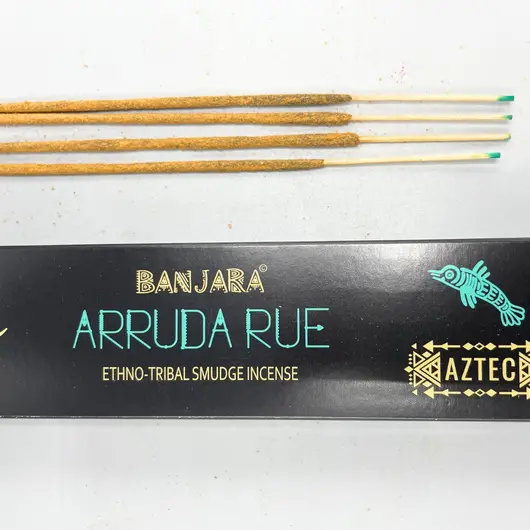 BANJARA©
ARRUDA RUE
ETHNO-TRIBAL SMUDGE INCENSE
AZTEC